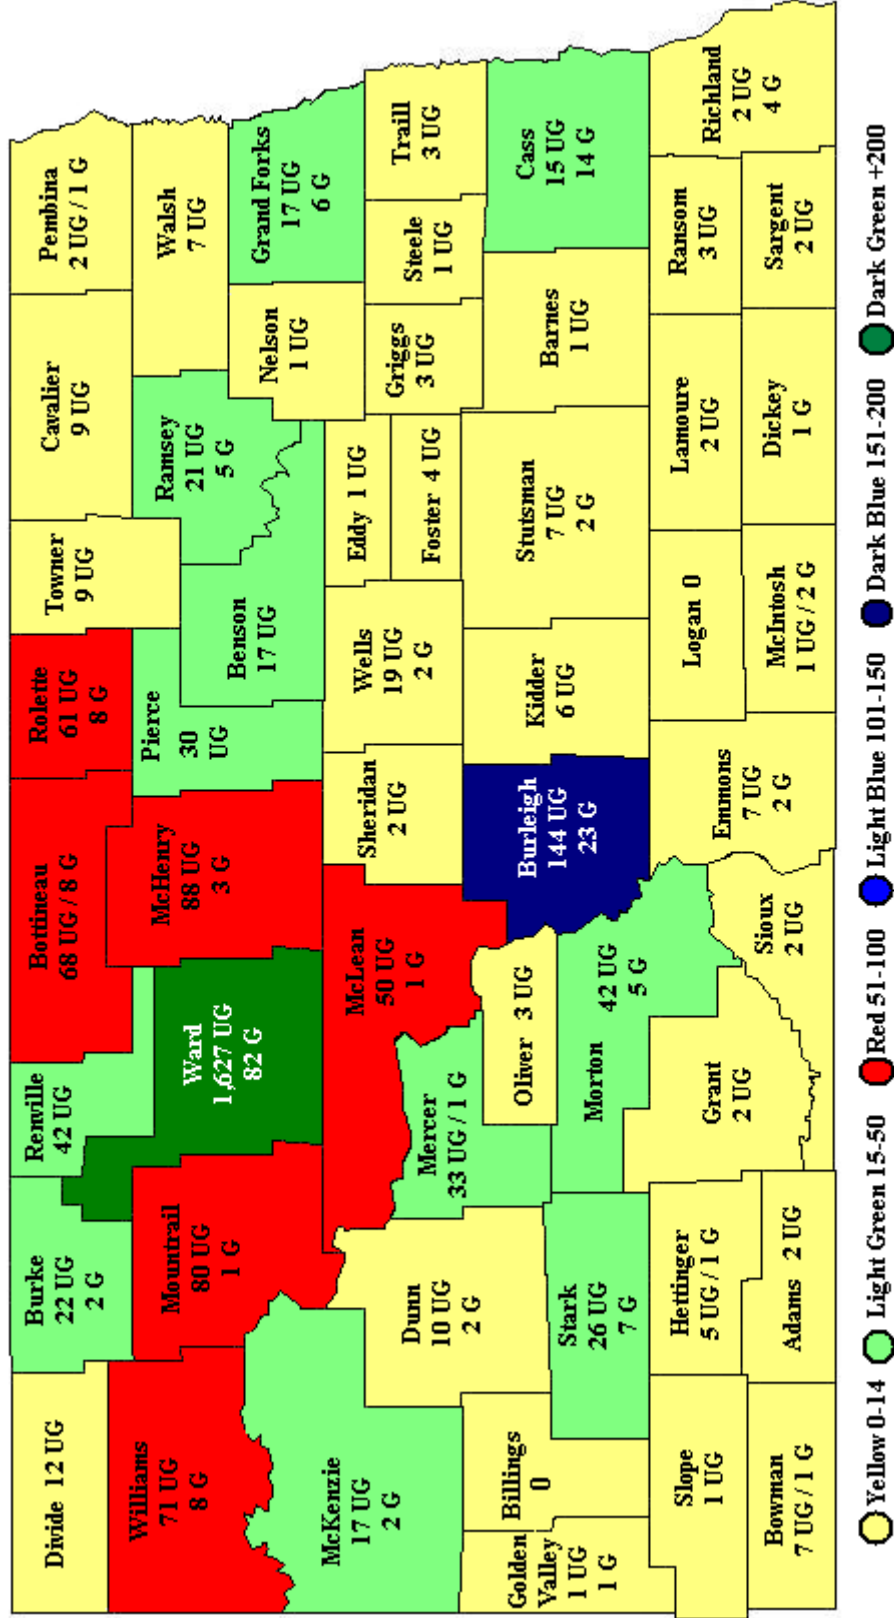 Divide 12 UG
Burke
22 UG
2 G
Renville
42 UG
Bottineau
68 UG / 8 G
Rolette
61 UG
8 G
Towner
9 UG
Cavalier
9 UG
Pembina
2 UG / 1 G
Williams
71 UG
8 G
Mountrail
80 UG
1 G
Ward
1,627 UG
82 G
McHenry
88 UG
3 G
Pierce
30
UG
Benson
17 UG
Ramsey
21 UG
5 G
Walsh
7 UG
Nelson
1 UG
Grand Forks
17 UG
6 G
McKenzie
17 UG
2 G
Dunn
10 UG
2 G
Mercer
33 UG / 1 G
McLean
50 UG
1 G
Sheridan
2 UG
Wells
19 UG
2 G
Eddy 1 UG
Foster 4 UG
Griggs
3 UG
Steele
1 UG
Traill
3 UG
Golden
Valley
1 UG
1 G
Billings
0
Stark
26 UG
7 G
Oliver 3 UG
Morton
42 UG
5 G
Burleigh
144 UG
23 G
Kidder
6 UG
Stutsman
7 UG
2 G
Barnes
1 UG
Cass
15 UG
14 G
Slope
1 UG
Hettinger
5 UG / 1 G
Grant
2 UG
Sioux
2 UG
Emmons
7 UG
2 G
Logan 0
Lamoure
2 UG
Ransom
3 UG
Richland
2 UG
4 G
Bowman
7 UG / 1 G
Adams 2 UG
McIntosh
1 UG / 2 G
Dickey
1 G
Sargent
2 UG
Yellow 0-14 Light Green 15-50 Red 51-100 Light Blue 101-150 Dark Blue 151-200 Dark Green +200